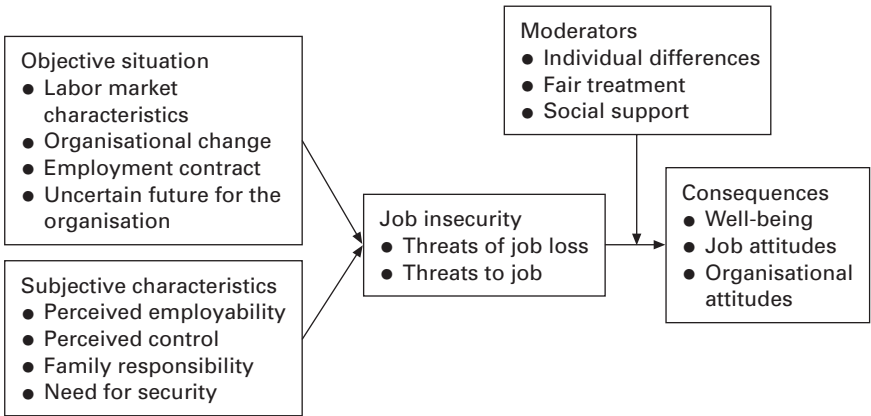 Objective situation
● Labor market
characteristics
● Organisational change
● Employment contract
● Uncertain future for the
organisation
Subjective characteristics
● Perceived employability
● Perceived control
● Family responsibility
● Need for security
Job insecurity
● Threats of job loss
● Threats to job
Moderators
● Individual differences
● Fair treatment
● Social support
Consequences
● Well-being
● Job attitudes
● Organisational
attitudes